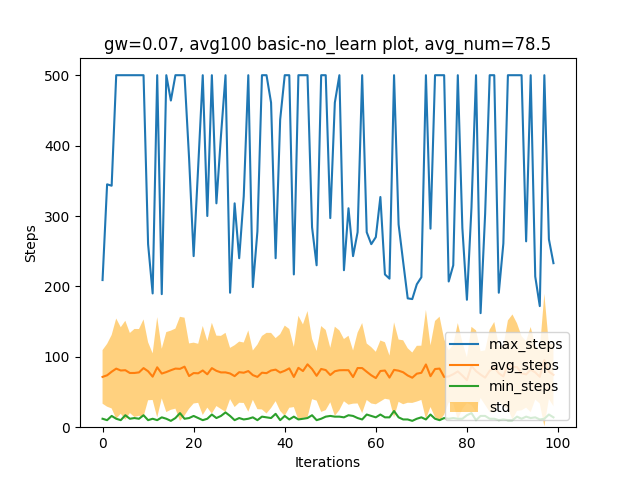 gw=0.07, avg100 basic-no_learn plot, avg_num=78.5
500
400
300
200
100
0
Steps
max_steps
avg_steps
min_steps
std
0 20 40 60 80 100
Iterations